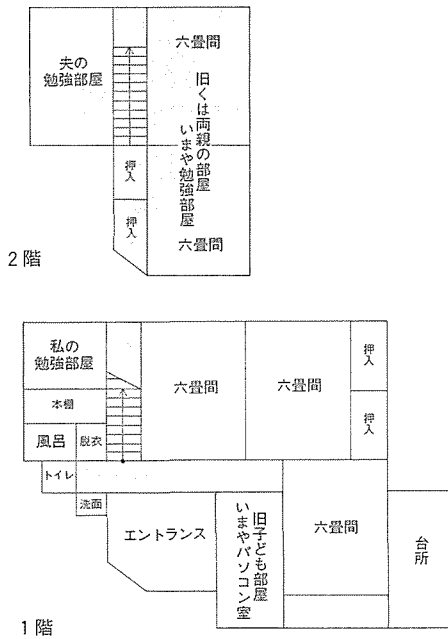 夫の
勉強部屋
六畳間
旧くは両親の部屋
いまや勉強部屋
押入
押入
六畳間
2階
私の
勉強部屋
六畳間
六畳間
押入
押入
本棚
風呂
脱衣
トイレ
洗面
エントランス
旧子ども部屋
いまやパソコン室
六畳間
台所
1階